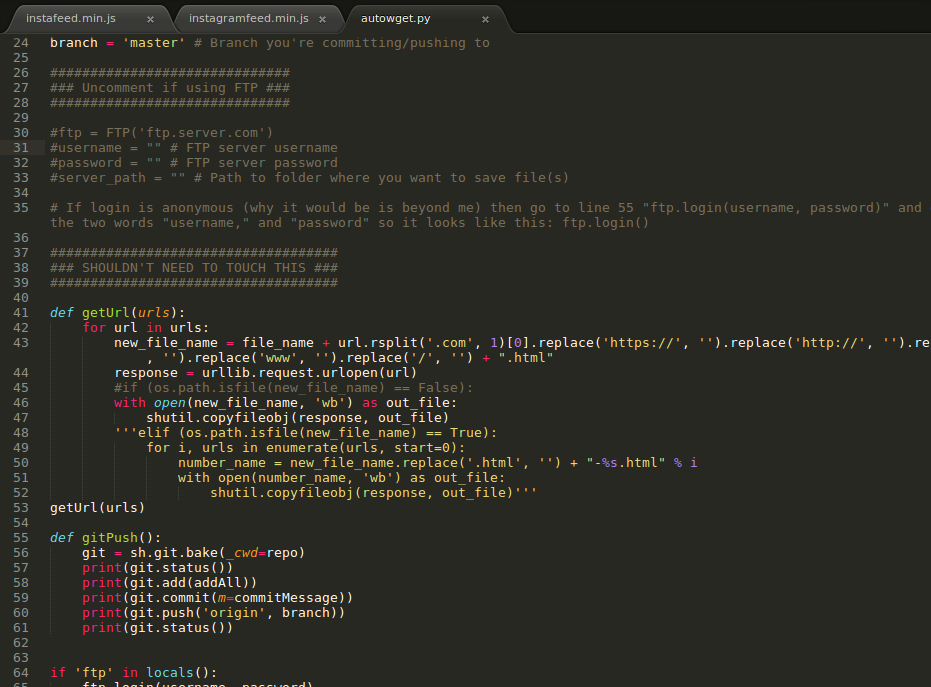 instafeed.min.js × instagramfeed.min.js × autowget.py ×
24 branch = 'master' # Branch you're committing/pushing to
25
26 ##############################
27 ### Uncomment if using FTP ###
28 ##############################
29
30 #ftp = FTP('ftp.server.com')
31 #username = "" # FTP server username
32 #password = "" # FTP server password
33 #server_path = "" # Path to folder where you want to save file(s)
34
35 # If login is anonymous (why it would be is beyond me) then go to line 55 "ftp.login(username, password)" and
the two words "username," and "password" so it looks like this: ftp.login()
36
37 ####################################
38 ### SHOULDN'T NEED TO TOUCH THIS ###
39 ####################################
40
41 def getUrl(urls):
42     for url in urls:
43         new_file_name = file_name + url.rsplit('.com', 1)[0].replace('https://', '').replace('http://', '').re
, '').replace('www', '').replace('/', '') + ".html"
44         response = urllib.request.urlopen(url)
45         #if (os.path.isfile(new_file_name) == False):
46         with open(new_file_name, 'wb') as out_file:
47             shutil.copyfileobj(response, out_file)
48         '''elif (os.path.isfile(new_file_name) == True):
49             for i, urls in enumerate(urls, start=0):
50                 number_name = new_file_name.replace('.html', '') + "-%s.html" % i
51                 with open(number_name, 'wb') as out_file:
52                     shutil.copyfileobj(response, out_file)'''
53 getUrl(urls)
54
55 def gitPush():
56     git = sh.git.bake(_cwd=repo)
57     print(git.status())
58     print(git.add(addAll))
59     print(git.commit(m=commitMessage))
60     print(git.push('origin', branch))
61     print(git.status())
62
63
64 if 'ftp' in locals():
65     ftp.login(username, password)